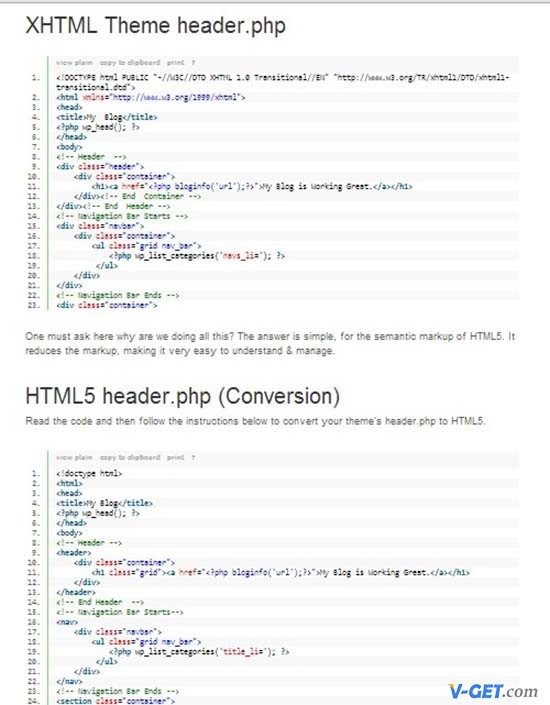 XHTML Theme header.php
view plain copy to clipboard print ?
1. <!DOCTYPE html PUBLIC "-//W3C//DTD XHTML 1.0 Transitional//EN" "http://www.w3.org/TR/xhtml1/DTD/xhtml1-
transitional.dtd">
2. <html xmlns="http://www.w3.org/1999/xhtml">
3. <head>
4. <title>My Blog</title>
5. <?php wp_head(); ?>
6. </head>
7. <body>
8. <!-- Header -->
9. <div class="header">
10. <div class="container">
11. <h1><a href="<?php bloginfo('url');?>">My Blog is Working Great.</a></h1>
12. </div><!-- End Container -->
13. </div><!-- End Header -->
14. <!-- Navigation Bar Starts -->
15. <div class="navbar">
16. <div class="container">
17. <ul class="grid nav_bar">
18. <?php wp_list_categories('navs_li='); ?>
19. </ul>
20. </div>
21. </div>
22. <!-- Navigation Bar Ends -->
23. <div class="container">
One must ask here why are we doing all this? The answer is simple, for the semantic markup of HTML5. It
reduces the markup, making it very easy to understand & manage.
HTML5 header.php (Conversion)
Read the code and then follow the instructions below to convert your theme's header.php to HTML5.
view plain copy to clipboard print ?
1. <!doctype html>
2. <html>
3. <head>
4. <title>My Blog</title>
5. <?php wp_head(); ?>
6. </head>
7. <body>
8. <!-- Header -->
9. <header>
10. <div class="container">
11. <h1 class="grid"><a href="<?php bloginfo('url');?>">My Blog is Working Great.</a></h1>
12. </div>
13. </header>
14. <!-- End Header -->
15. <!-- Navigation Bar Starts-->
16. <nav>
17. <div class="navbar">
18. <ul class="grid nav_bar">
19. <?php wp_list_categories('title_li='); ?>
20. </ul>
21. </div>
22. </nav>
23. <!-- Navigation Bar Ends -->
24. <section class="container">
V-GET.com